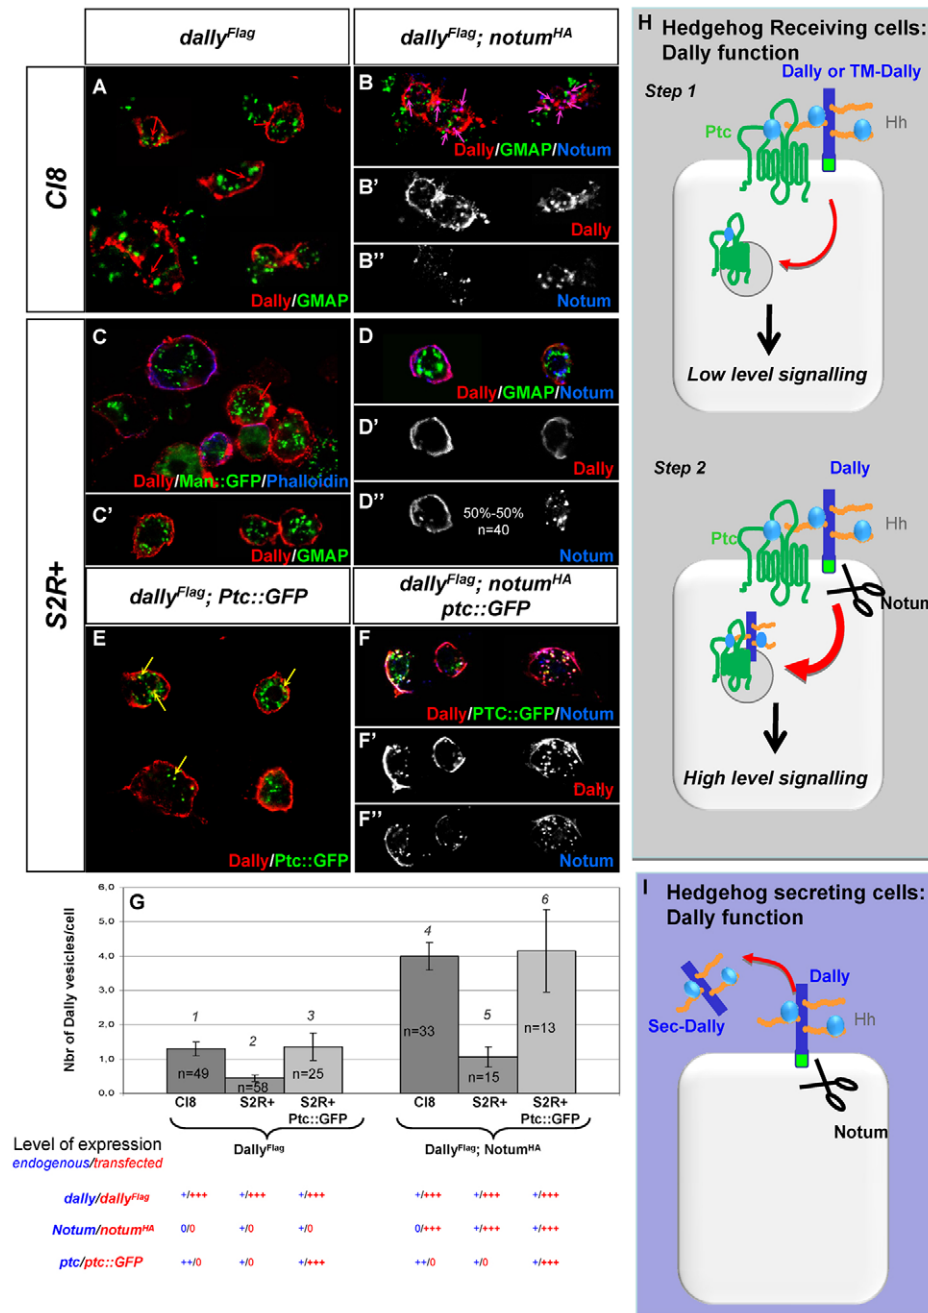 dally^Flag
dally^Flag; notum^HA
Cl8
A
Dally/GMAP
B
Dally/GMAP/Notum
B'
Dally
B''
Notum
S2R+
C
Dally/Man::GFP/Phalloidin
C'
Dally/GMAP
D
Dally/GMAP/Notum
D'
Dally
D''
50%-50%
n=40
Notum
dally^Flag; Ptc::GFP
dally^Flag; notum^HA
ptc::GFP
E
Dally/Ptc::GFP
F
Dally/PTC::GFP/Notum
F'
Dally
F''
Notum
G
Nbr of Dally vesicles/cell
6,0
5,0
4,0
3,0
2,0
1,0
0,0
1
2
3
4
5
6
n=49
n=58
n=25
n=33
n=15
n=13
Cl8
S2R+
S2R+
Ptc::GFP
Cl8
S2R+
S2R+
Ptc::GFP
Dally^Flag
Dally^Flag; Notum^HA
Level of expression
endogenous/transfected
dally/dally^Flag +/+++ +/+++ +/+++ +/+++ +/+++ +/+++
Notum/notum^HA 0/0 +/0 +/0 0/+++ +/+++ +/+++
ptc/ptc::GFP ++/0 +/0 +/+++ ++/0 +/0 +/+++
H Hedgehog Receiving cells:
Dally function
Step 1
Dally or TM-Dally
Ptc
Hh
Low level signalling
Step 2
Dally
Ptc
Hh
Notum
High level signalling
I Hedgehog secreting cells:
Dally function
Dally
Sec-Dally
Hh
Notum